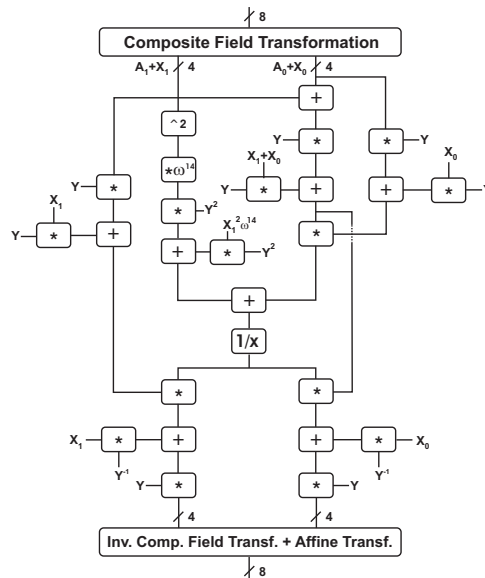 8
Composite Field Transformation
A₁+X₁ 4 A₀+X₀ 4
+
^2
* Y * Y
*ω¹⁴ X₁+X₀ X₀
Y * Y * + + * Y
X₁ * Y²
Y * + * X₁²ω¹⁴
+ * Y²
+
1/x
* *
X₁ * + + * X₀
Y⁻¹ Y⁻¹
Y * * Y
4 4
Inv. Comp. Field Transf. + Affine Transf.
8